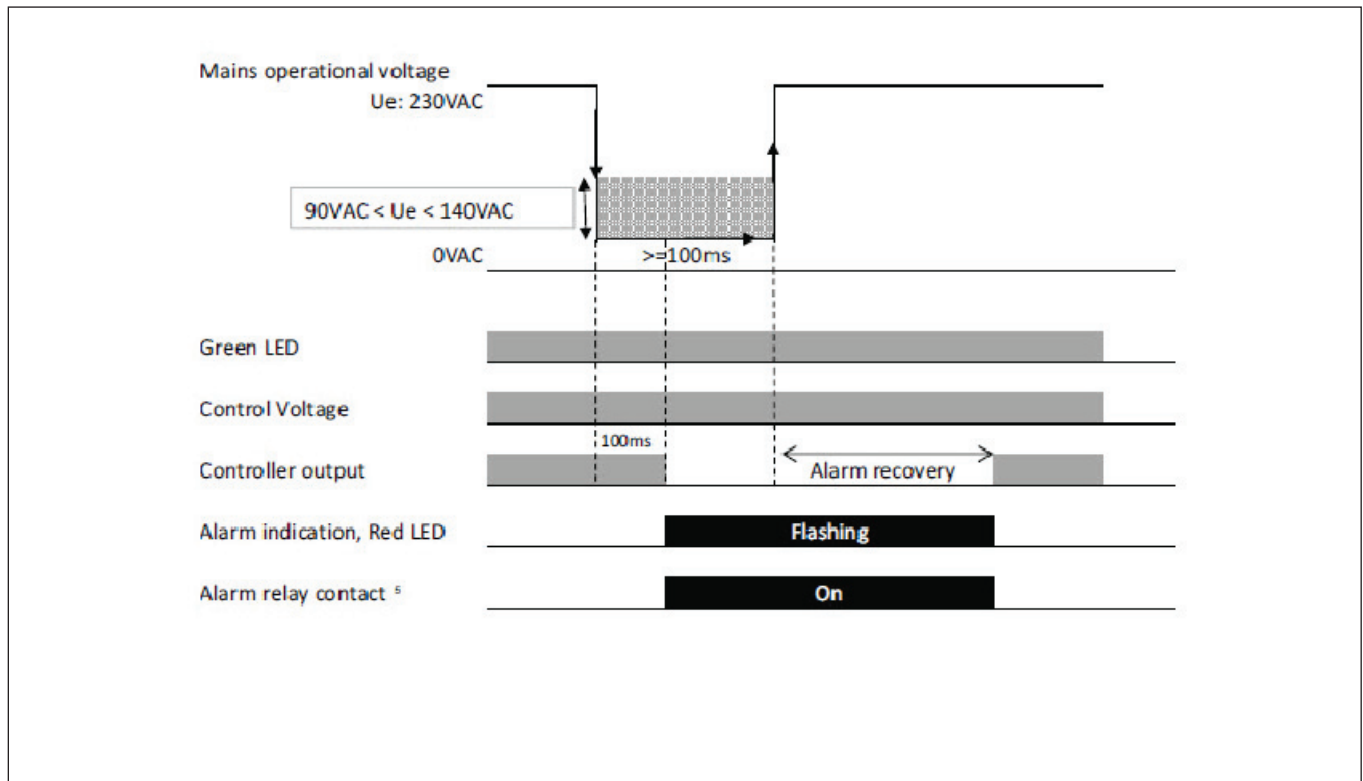 Mains operational voltage
Ue: 230VAC
90VAC < Ue < 140VAC
0VAC
>=100ms
Green LED
Control Voltage
100ms
Controller output
Alarm recovery
Alarm indication, Red LED
Flashing
Alarm relay contact ⁵
On